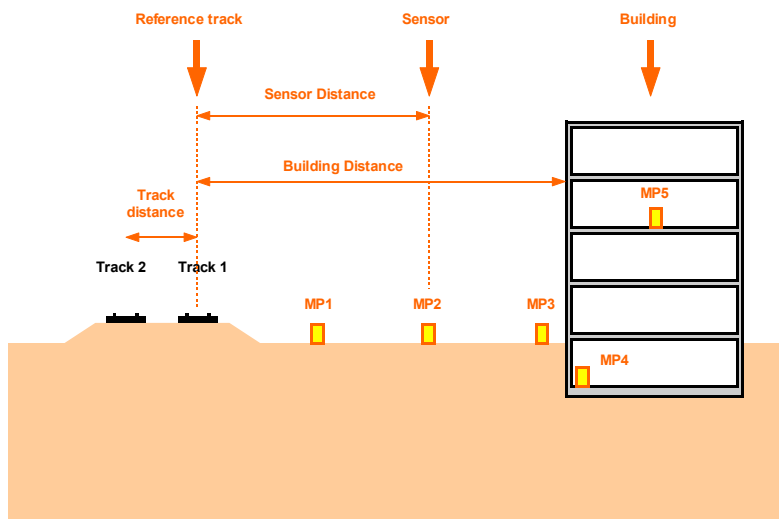 Reference track
Sensor
Building
Sensor Distance
Building Distance
Track
distance
MP5
Track 2
Track 1
MP1
MP2
MP3
MP4